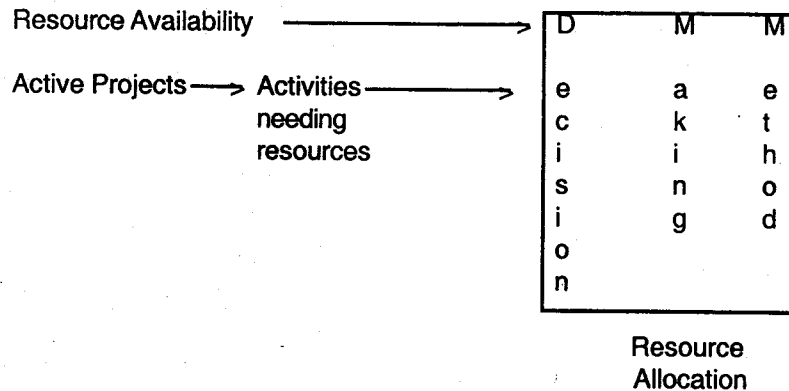 Resource Availability
Active Projects
Activities
needing
resources
D M M
e a e
c k t
i i h
s n o
i g d
o
n
Resource
Allocation